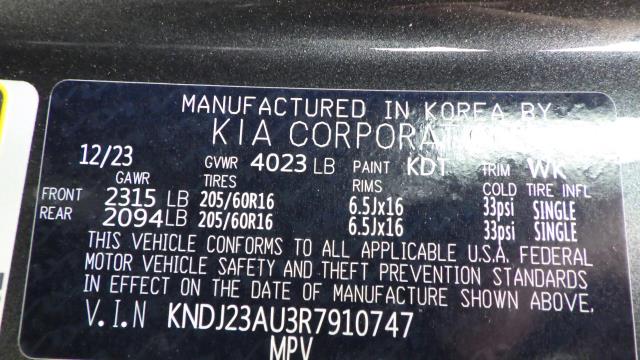 MANUFACTURED IN KOREA BY
KIA CORPORATION
12/23 GVWR 4023 LB PAINT KDT TRIM WK
GAWR TIRES RIMS COLD TIRE INFL
FRONT 2315 LB 205/60R16 6.5Jx16 33psi SINGLE
REAR 2094 LB 205/60R16 6.5Jx16 33psi SINGLE
THIS VEHICLE CONFORMS TO ALL APPLICABLE U.S.A. FEDERAL
MOTOR VEHICLE SAFETY AND THEFT PREVENTION STANDARDS
IN EFFECT ON THE DATE OF MANUFACTURE SHOWN ABOVE.
V.I.N KNDJ23AU3R7910747
MPV